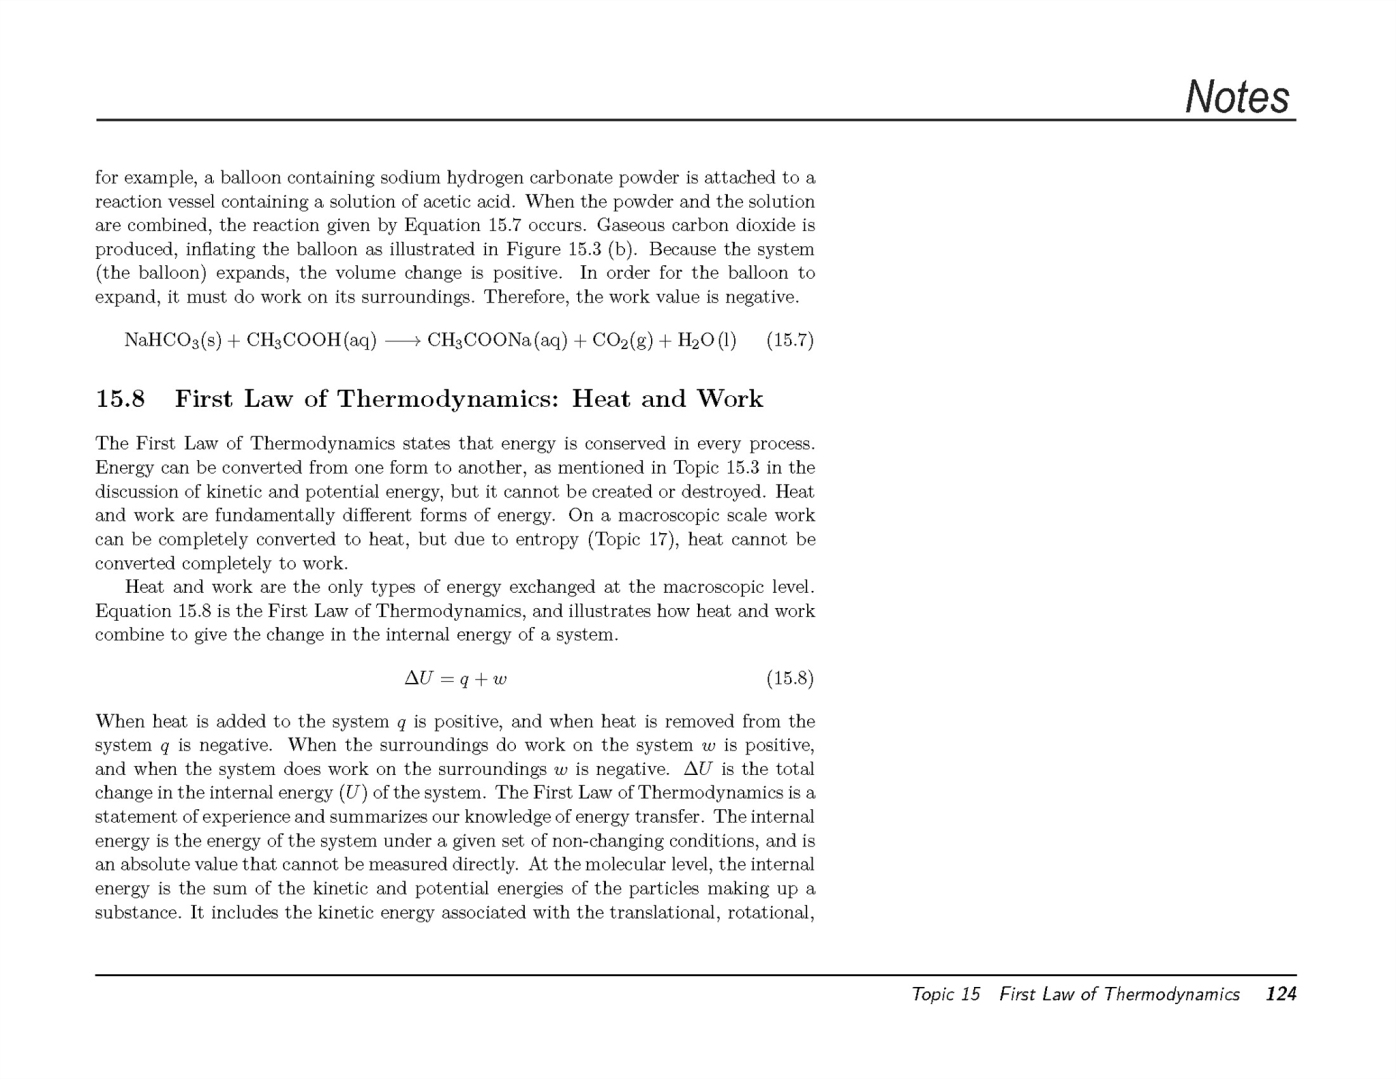 Notes
for example, a balloon containing sodium hydrogen carbonate powder is attached to a
reaction vessel containing a solution of acetic acid. When the powder and the solution
are combined, the reaction given by Equation 15.7 occurs. Gaseous carbon dioxide is
produced, inflating the balloon as illustrated in Figure 15.3 (b). Because the system
(the balloon) expands, the volume change is positive. In order for the balloon to
expand, it must do work on its surroundings. Therefore, the work value is negative.
NaHCO₃(s) + CH₃COOH(aq) ⟶ CH₃COONa(aq) + CO₂(g) + H₂O(l) (15.7)
15.8 First Law of Thermodynamics: Heat and Work
The First Law of Thermodynamics states that energy is conserved in every process.
Energy can be converted from one form to another, as mentioned in Topic 15.3 in the
discussion of kinetic and potential energy, but it cannot be created or destroyed. Heat
and work are fundamentally different forms of energy. On a macroscopic scale work
can be completely converted to heat, but due to entropy (Topic 17), heat cannot be
converted completely to work.
Heat and work are the only types of energy exchanged at the macroscopic level.
Equation 15.8 is the First Law of Thermodynamics, and illustrates how heat and work
combine to give the change in the internal energy of a system.
ΔU = q + w (15.8)
When heat is added to the system q is positive, and when heat is removed from the
system q is negative. When the surroundings do work on the system w is positive,
and when the system does work on the surroundings w is negative. ΔU is the total
change in the internal energy (U) of the system. The First Law of Thermodynamics is a
statement of experience and summarizes our knowledge of energy transfer. The internal
energy is the energy of the system under a given set of non-changing conditions, and is
an absolute value that cannot be measured directly. At the molecular level, the internal
energy is the sum of the kinetic and potential energies of the particles making up a
substance. It includes the kinetic energy associated with the translational, rotational,
Topic 15 First Law of Thermodynamics 124